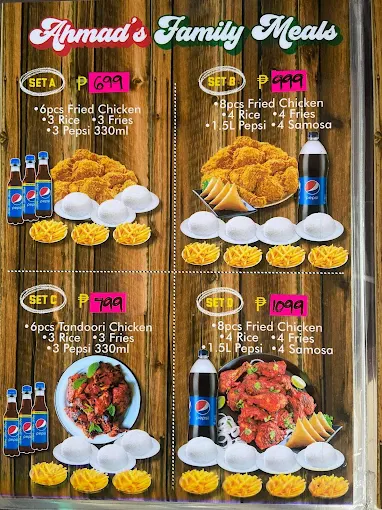 Ahmad's Family Meals
SET A ₱ 699
•6pcs Fried Chicken
•3 Rice •3 Fries
•3 Pepsi 330ml
SET B ₱ 999
•8pcs Fried Chicken
•4 Rice •4 Fries
•1.5L Pepsi •4 Samosa
pepsi
SET C ₱ 799
•6pcs Tandoori Chicken
•3 Rice •3 Fries
•3 Pepsi 330ml
SET D ₱ 1099
•8pcs Fried Chicken
•4 Rice •4 Fries
•1.5L Pepsi •4 Samosa
pepsi